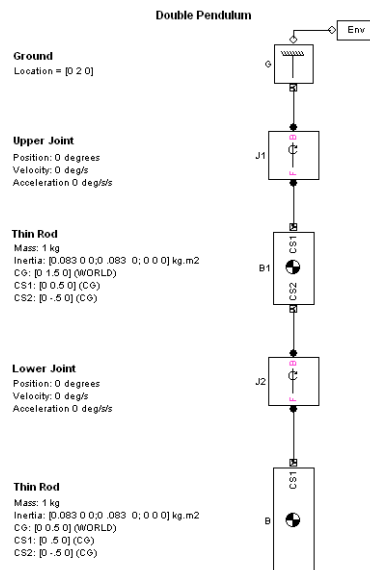 Double Pendulum
Env
Ground
Location = [0 2 0]
G
Upper Joint
Position: 0 degrees
Velocity: 0 deg/s
Acceleration 0 deg/s/s
J1
B
F
Thin Rod
Mass: 1 kg
Inertia: [0.083 0 0;0 .083 0; 0 0 0] kg.m2
CG: [0 1.5 0] (WORLD)
CS1: [0 0.5 0] (CG)
CS2: [0 -.5 0] (CG)
B1
CS1
CS2
Lower Joint
Position: 0 degrees
Velocity: 0 deg/s
Acceleration 0 deg/s/s
J2
B
F
Thin Rod
Mass: 1 kg
Inertia: [0.083 0 0;0 .083 0; 0 0 0] kg.m2
CG: [0 0.5 0] (WORLD)
CS1: [0 .5 0] (CG)
CS2: [0 -.5 0] (CG)
B
CS1